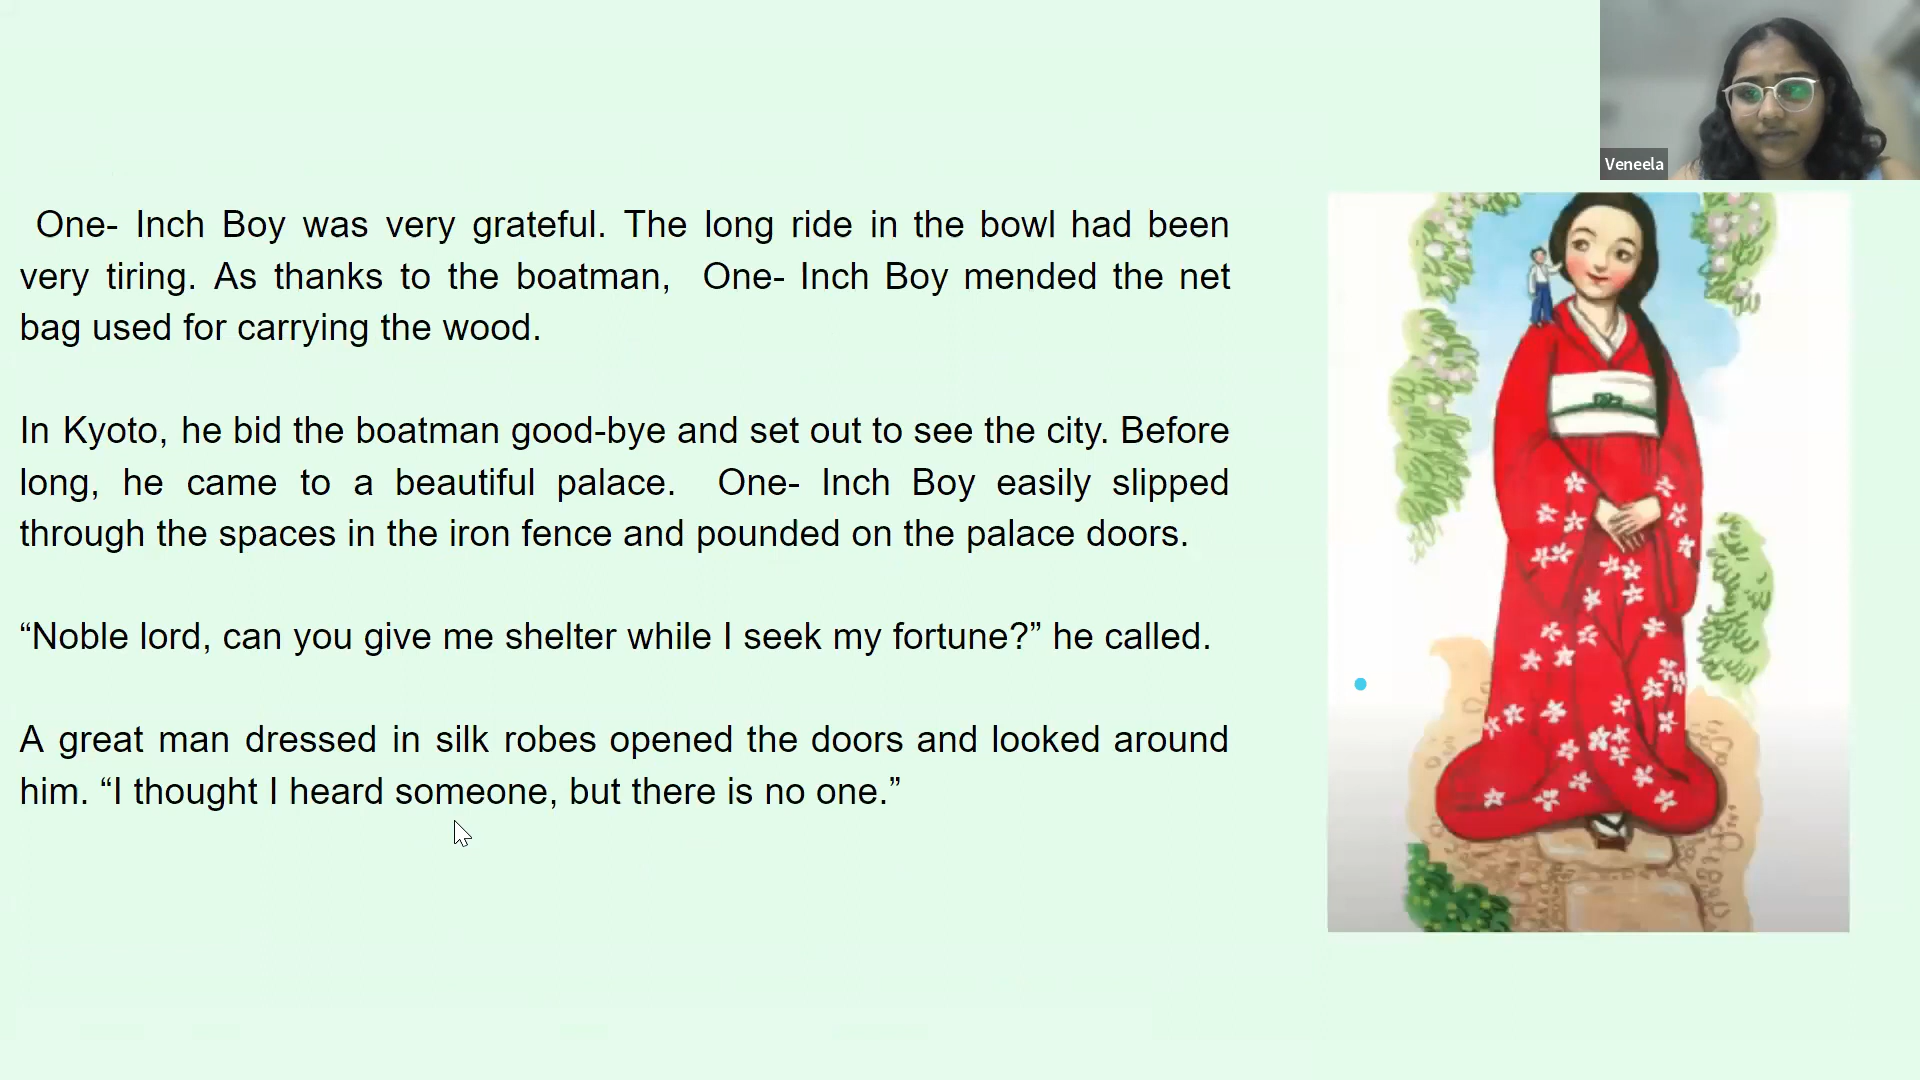 Veneela
One- Inch Boy was very grateful. The long ride in the bowl had been
very tiring. As thanks to the boatman, One- Inch Boy mended the net
bag used for carrying the wood.
In Kyoto, he bid the boatman good-bye and set out to see the city. Before
long, he came to a beautiful palace. One- Inch Boy easily slipped
through the spaces in the iron fence and pounded on the palace doors.
“Noble lord, can you give me shelter while I seek my fortune?” he called.
A great man dressed in silk robes opened the doors and looked around
him. “I thought I heard someone, but there is no one.”